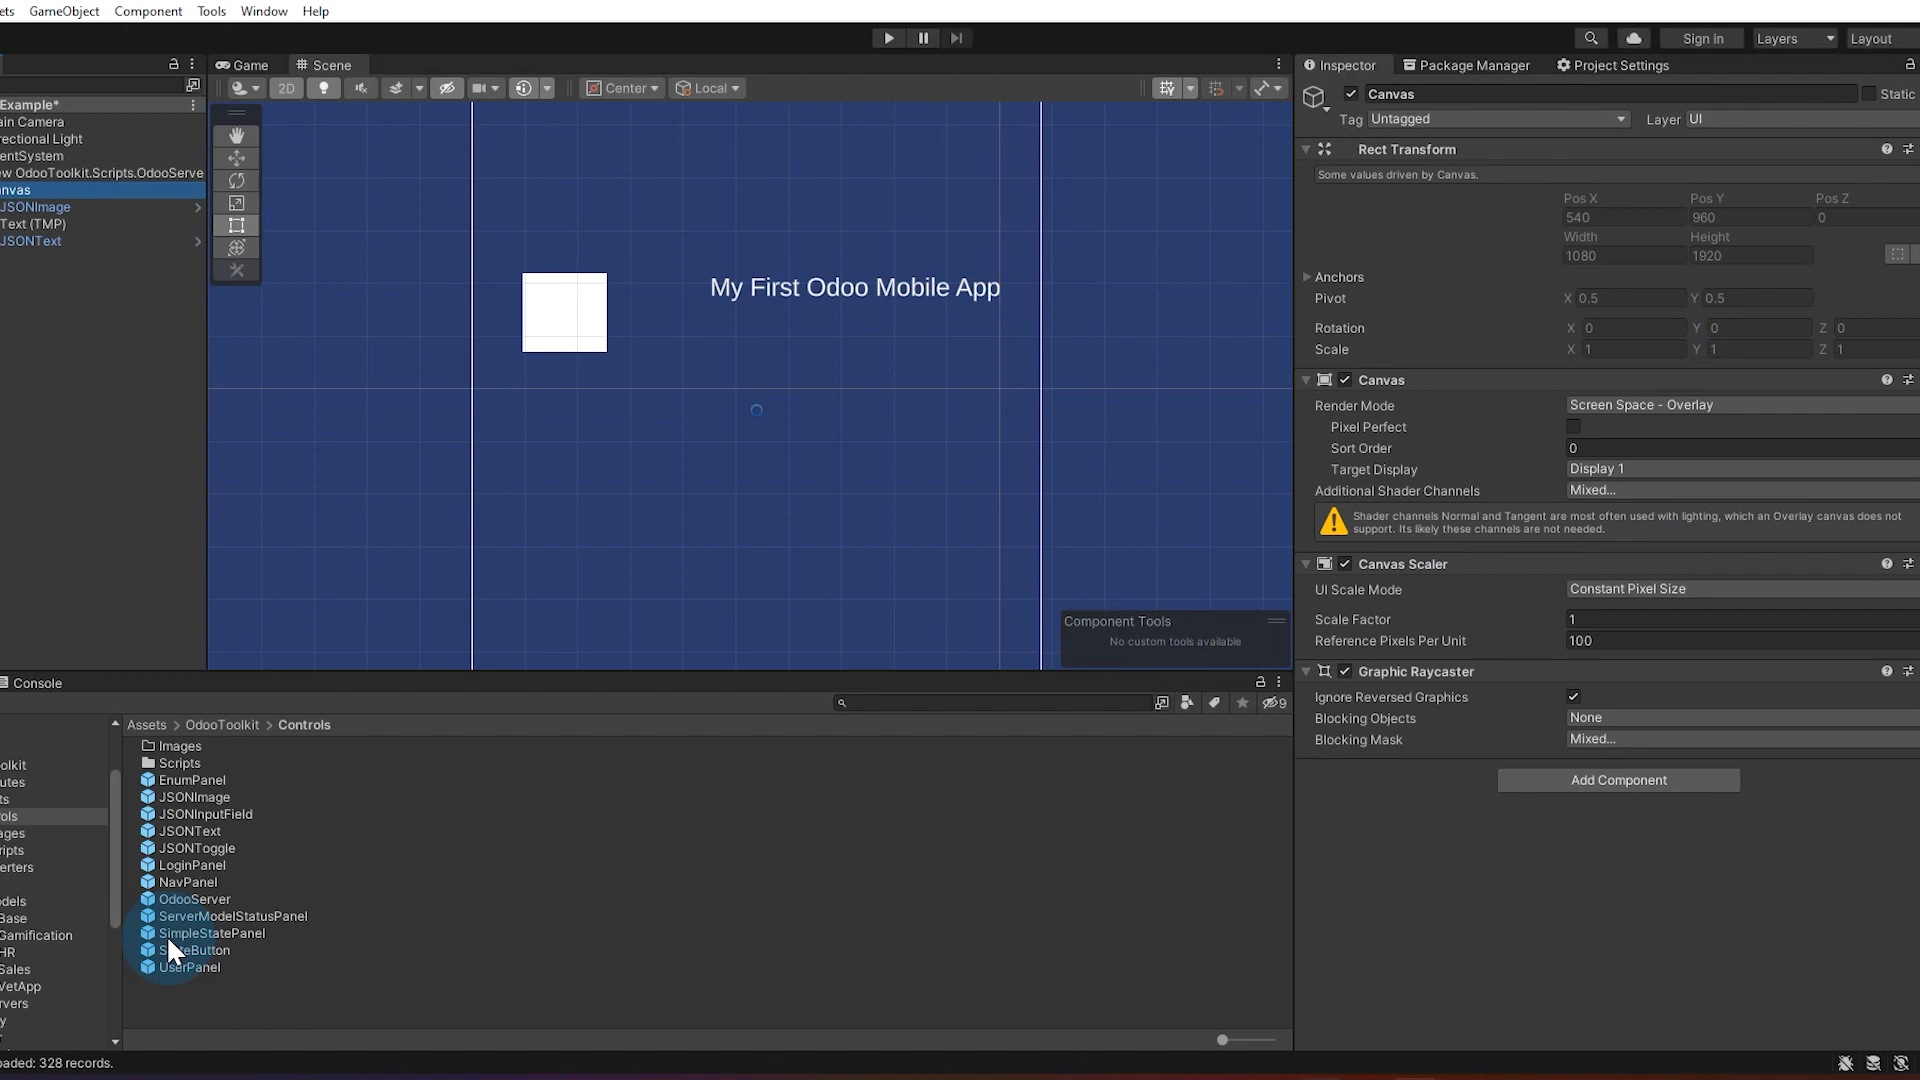 ets GameObject Component Tools Window Help
Sign in Layers Layout
Game Scene
Inspector Package Manager Project Settings
2D Center Local
Canvas Static
Tag Untagged Layer UI
Example*
ain Camera
rectional Light
entSystem
ew OdooToolkit.Scripts.OdooServe
anvas
JSONImage
Text (TMP)
JSONText
My First Odoo Mobile App
Component Tools
No custom tools available
Rect Transform
Some values driven by Canvas.
Pos X Pos Y Pos Z
540 960 0
Width Height
1080 1920
Anchors
Pivot X 0.5 Y 0.5
Rotation X 0 Y 0 Z 0
Scale X 1 Y 1 Z 1
Canvas
Render Mode Screen Space - Overlay
Pixel Perfect
Sort Order 0
Target Display Display 1
Additional Shader Channels Mixed...
Shader channels Normal and Tangent are most often used with lighting, which an Overlay canvas does not
support. Its likely these channels are not needed.
Canvas Scaler
UI Scale Mode Constant Pixel Size
Scale Factor 1
Reference Pixels Per Unit 100
Graphic Raycaster
Ignore Reversed Graphics
Blocking Objects None
Blocking Mask Mixed...
Add Component
Console
9
Assets > OdooToolkit > Controls
olkit
utes
ts
ols
ages
ripts
erters
dels
Base
Gamification
HR
Sales
VetApp
rvers
y
Images
Scripts
EnumPanel
JSONImage
JSONInputField
JSONText
JSONToggle
LoginPanel
NavPanel
OdooServer
ServerModelStatusPanel
SimpleStatePanel
StateButton
UserPanel
oaded: 328 records.